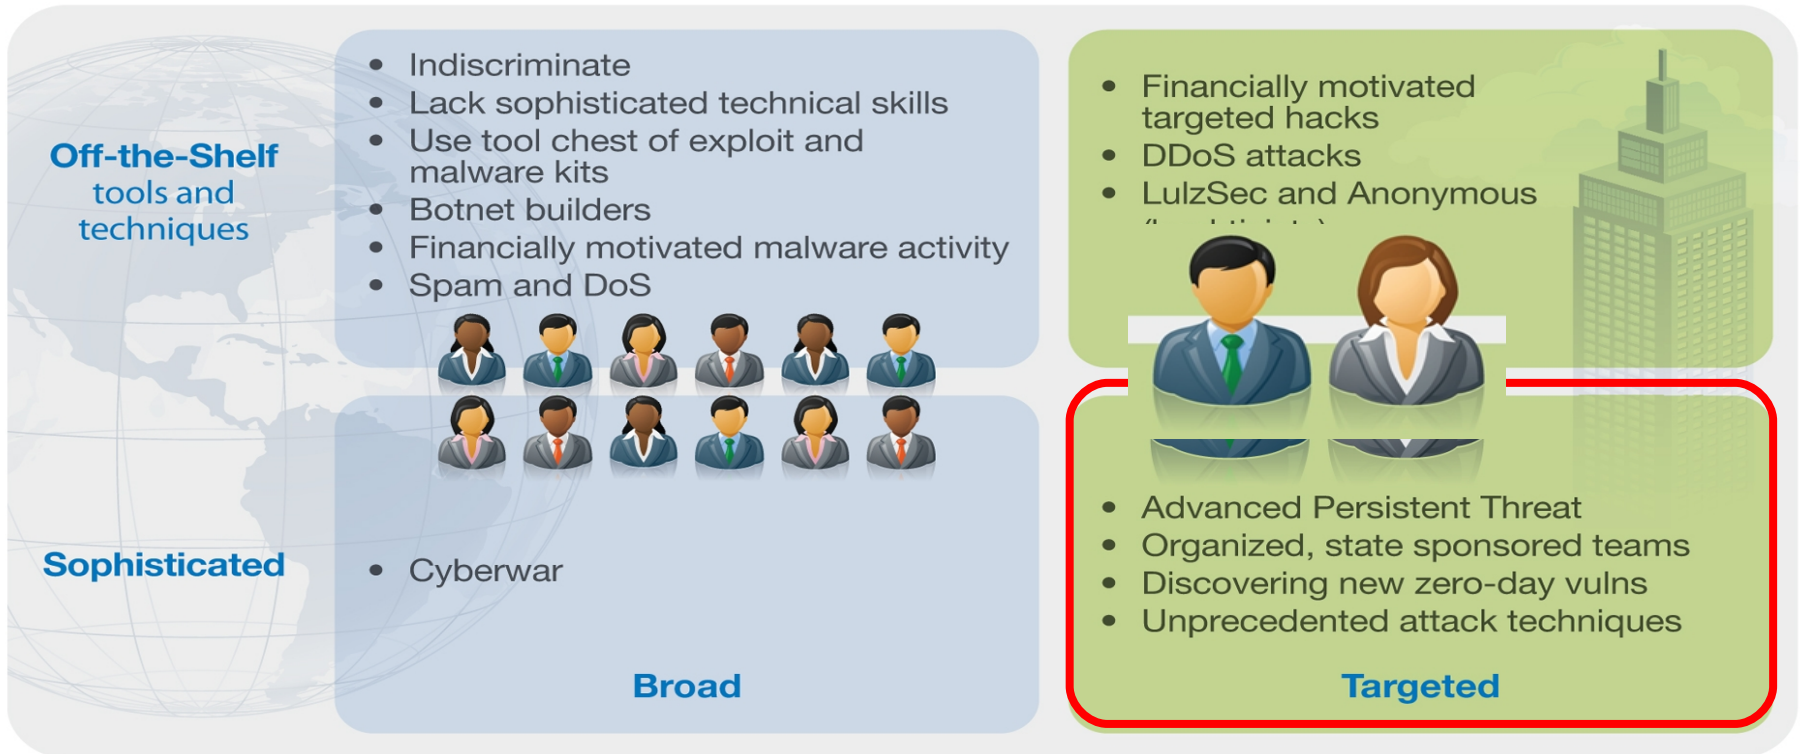 Off-the-Shelf
tools and
techniques
• Indiscriminate
• Lack sophisticated technical skills
• Use tool chest of exploit and
malware kits
• Botnet builders
• Financially motivated malware activity
• Spam and DoS
• Financially motivated
targeted hacks
• DDoS attacks
• LulzSec and Anonymous
Sophisticated
• Cyberwar
• Advanced Persistent Threat
• Organized, state sponsored teams
• Discovering new zero-day vulns
• Unprecedented attack techniques
Broad
Targeted